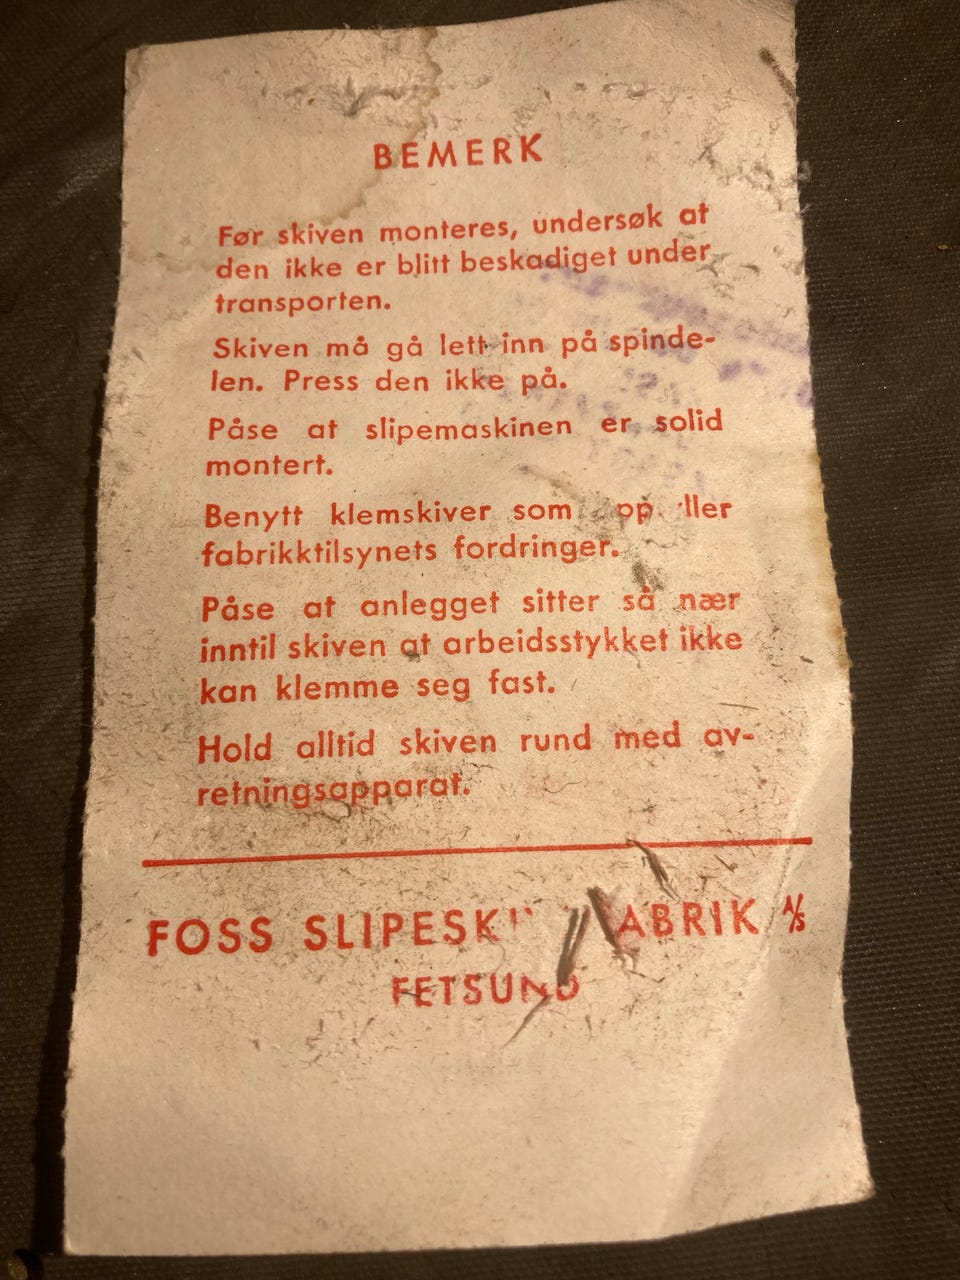 BEMERK
Før skiven monteres, undersøk at
den ikke er blitt beskadiget under
transporten.
Skiven må gå lett inn på spinde-
len. Press den ikke på.
Påse at slipemaskinen er solid
montert.
Benytt klemskiver som
fabrikktilsynets fordringer.
Påse at anlegget sitter så nær
inntil skiven at arbeidsstykket ikke
kan klemme seg fast.
Hold alltid skiven rund med av-
retningsapparat.
FOSS A/S
FETSUND